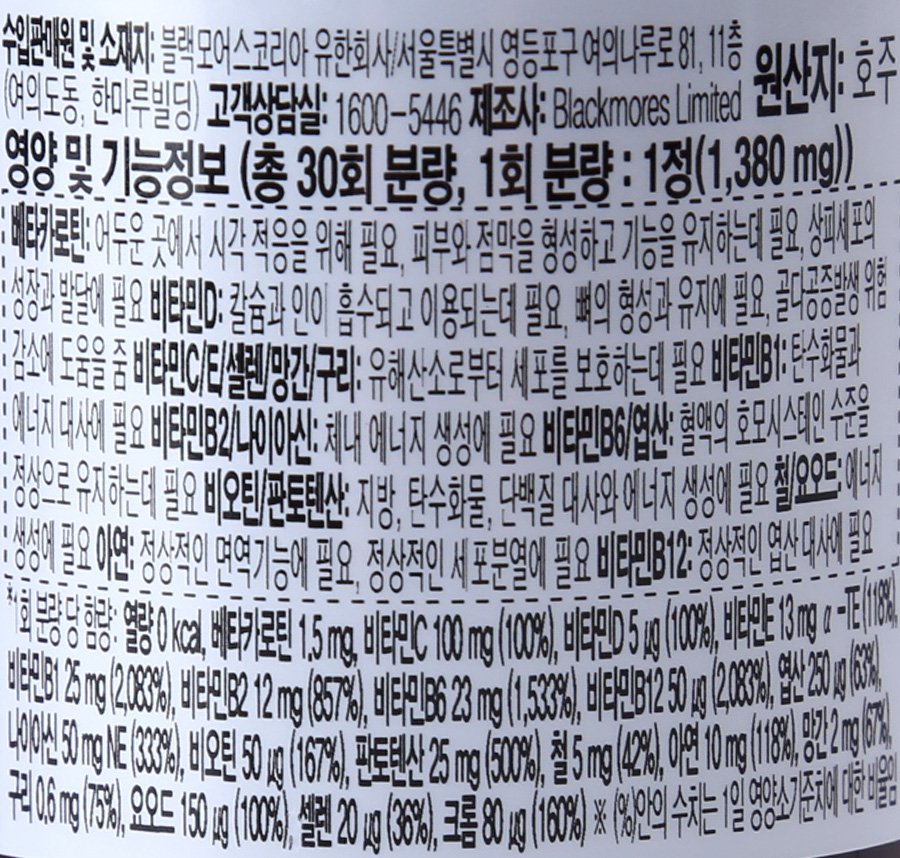 수입판매원 및 소재지: 블랙모어스코리아 유한회사/서울특별시 영등포구 여의나루로 81, 11층
(여의도동, 한마루빌딩) 고객상담실: 1600-5446 제조사: Blackmores Limited 원산지: 호주
영양 및 기능정보 (총 30회 분량, 1회 분량 : 1정(1,380 mg))
베타카로틴: 어두운 곳에서 시각 적응을 위해 필요, 피부와 점막을 형성하고 기능을 유지하는데 필요, 상피세포의
성장과 발달에 필요 비타민D: 칼슘과 인이 흡수되고 이용되는데 필요, 뼈의 형성과 유지에 필요, 골다공증발생 위험
감소에 도움을 줌 비타민C/E/셀렌/망간/구리: 유해산소로부터 세포를 보호하는데 필요 비타민B1: 탄수화물과
에너지 대사에 필요 비타민B2/나이아신: 체내 에너지 생성에 필요 비타민B6/엽산: 혈액의 호모시스테인 수준을
정상으로 유지하는데 필요 비오틴/판토텐산: 지방, 탄수화물, 단백질 대사와 에너지 생성에 필요 철/요오드: 에너지
생성에 필요 아연: 정상적인 면역기능에 필요, 정상적인 세포분열에 필요 비타민B12: 정상적인 엽산 대사에 필요
*1회 분량 당 함량: 열량 0 kcal, 베타카로틴 1.5 mg, 비타민C 100 mg (100%), 비타민D 5 μg (100%), 비타민E 13 mg α-TE (118%),
비타민B1 25 mg (2,083%), 비타민B2 12 mg (857%), 비타민B6 23 mg (1,533%), 비타민B12 50 μg (2,083%), 엽산 250 μg (63%),
나이아신 50 mg NE (333%), 비오틴 50 μg (167%), 판토텐산 25 mg (500%), 철 5 mg (42%), 아연 10 mg (118%), 망간 2 mg (67%),
구리 0.6 mg (75%), 요오드 150 μg (100%), 셀렌 20 μg (36%), 크롬 80 μg (160%) ※ (%)안의 수치는 1일 영양소기준치에 대한 비율임